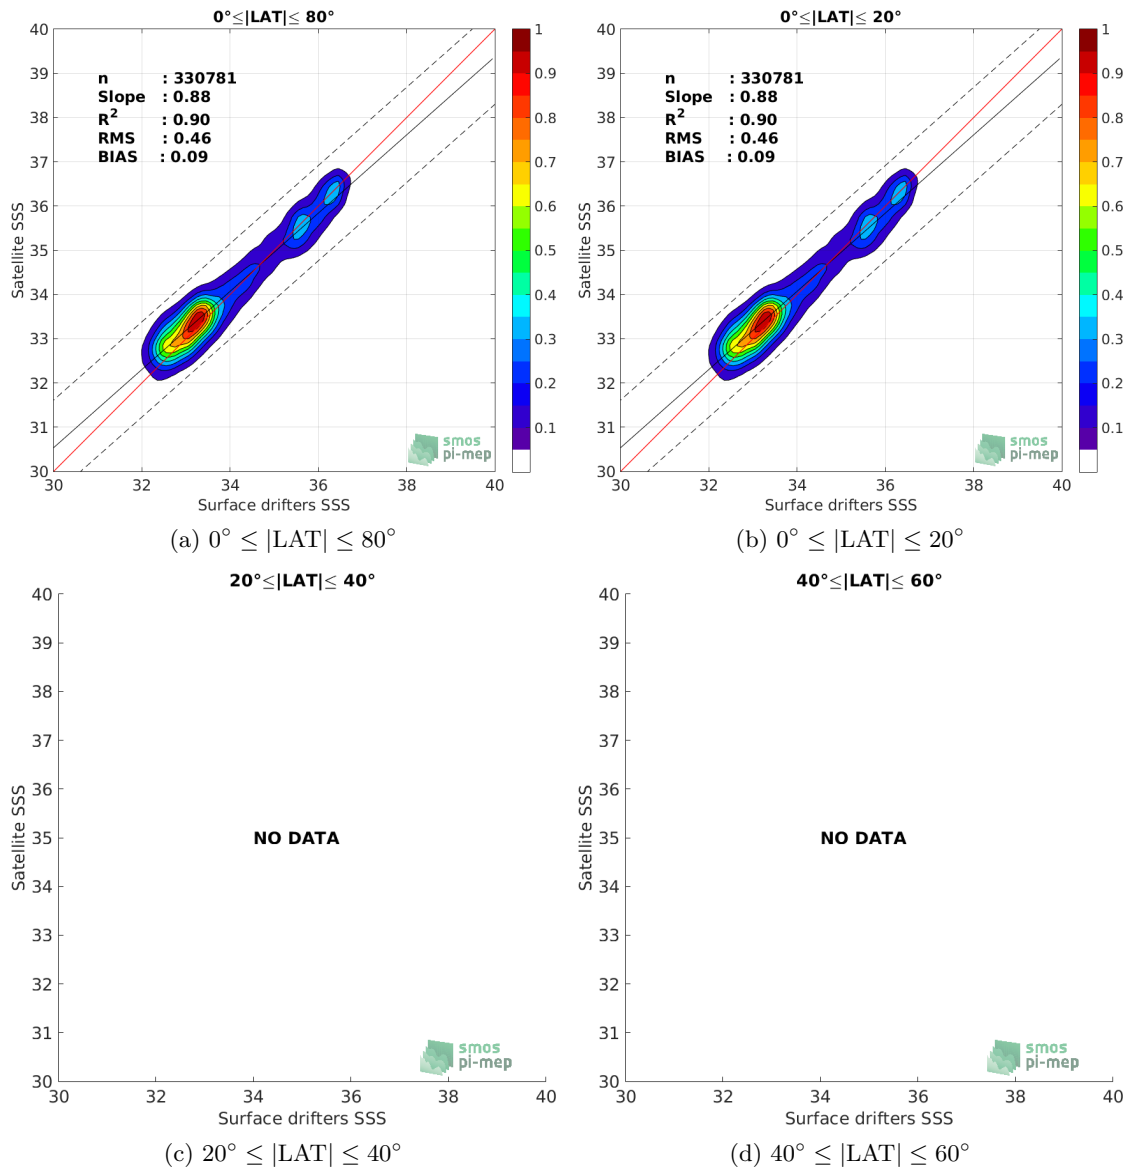 0°≤|LAT|≤ 80°
40
39
38
37
36
35
34
33
32
31
30
Satellite SSS
n : 330781
Slope : 0.88
R2 : 0.90
RMS : 0.46
BIAS : 0.09
smos
pi-mep
30 32 34 36 38 40
Surface drifters SSS
1
0.9
0.8
0.7
0.6
0.5
0.4
0.3
0.2
0.1
(a) 0° ≤ |LAT| ≤ 80°
0°≤|LAT|≤ 20°
40
39
38
37
36
35
34
33
32
31
30
Satellite SSS
n : 330781
Slope : 0.88
R2 : 0.90
RMS : 0.46
BIAS : 0.09
smos
pi-mep
30 32 34 36 38 40
Surface drifters SSS
1
0.9
0.8
0.7
0.6
0.5
0.4
0.3
0.2
0.1
(b) 0° ≤ |LAT| ≤ 20°
20°≤|LAT|≤ 40°
40
39
38
37
36
35
34
33
32
31
30
Satellite SSS
NO DATA
smos
pi-mep
30 32 34 36 38 40
Surface drifters SSS
(c) 20° ≤ |LAT| ≤ 40°
40°≤|LAT|≤ 60°
40
39
38
37
36
35
34
33
32
31
30
Satellite SSS
NO DATA
smos
pi-mep
30 32 34 36 38 40
Surface drifters SSS
(d) 40° ≤ |LAT| ≤ 60°